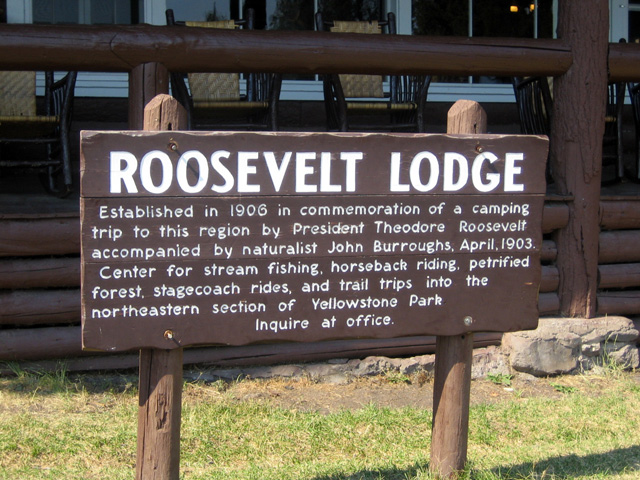 ROOSEVELT LODGE
Established in 1906 in commemoration of a camping
trip to this region by President Theodore Roosevelt
accompanied by naturalist John Burroughs, April, 1903.
Center for stream fishing, horseback riding, petrified
forest, stagecoach rides, and trail trips into the
northeastern section of Yellowstone Park
Inquire at office.